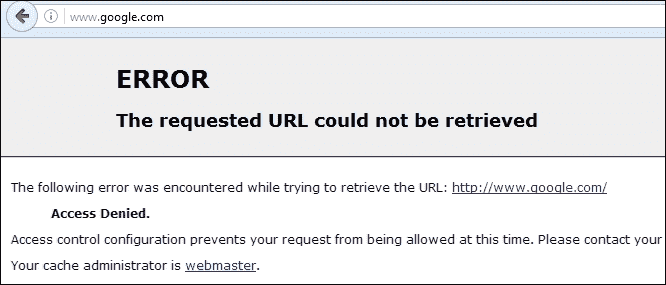 www.google.com
ERROR
The requested URL could not be retrieved
The following error was encountered while trying to retrieve the URL: http://www.google.com/
Access Denied.
Access control configuration prevents your request from being allowed at this time. Please contact your
Your cache administrator is webmaster.